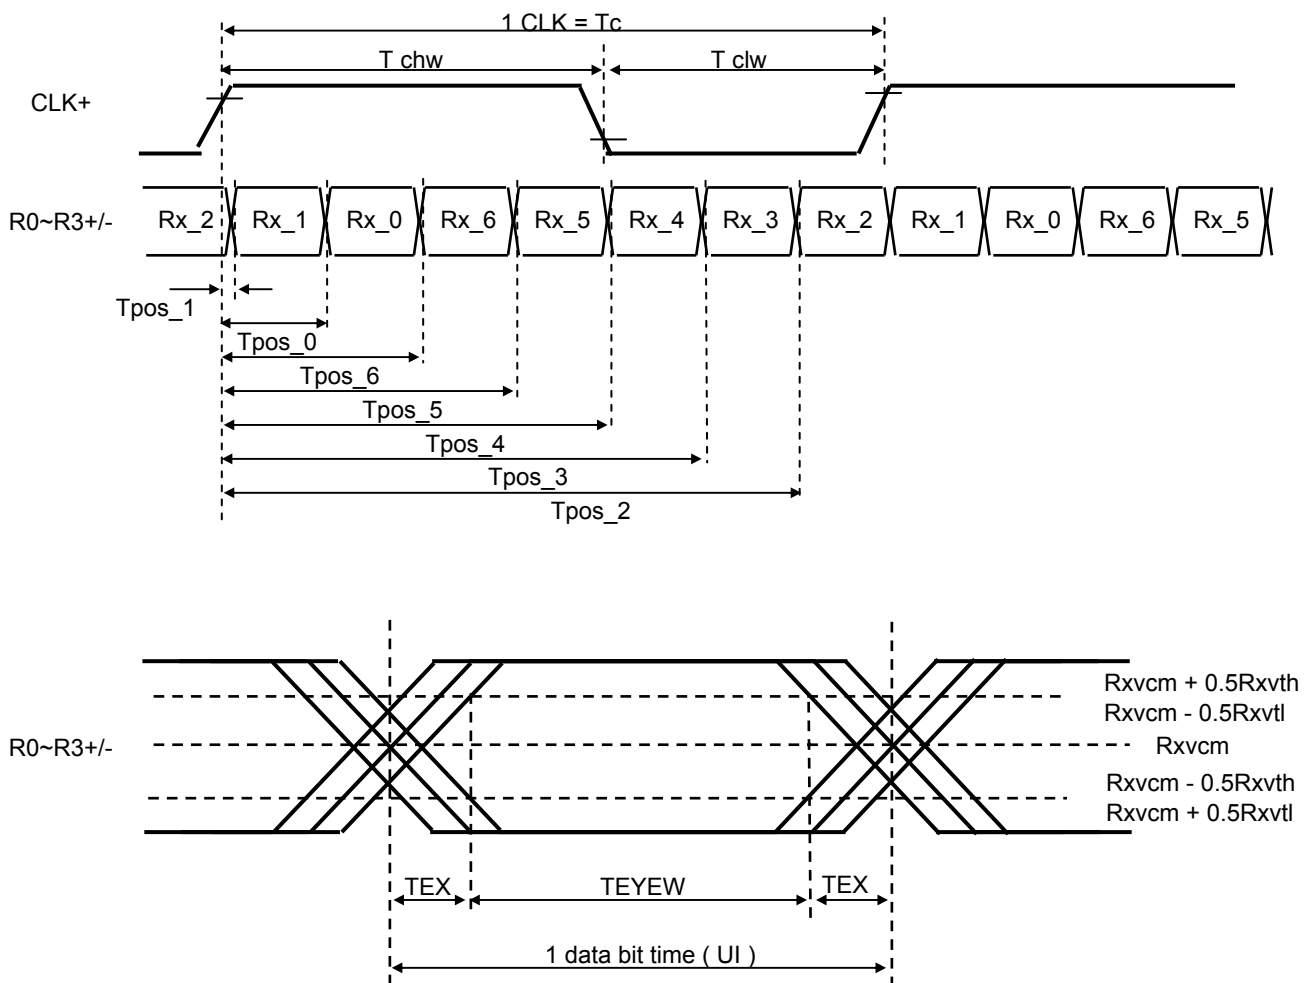 1 CLK = Tc
T chw T clw
CLK+
R0~R3+/- Rx_2 Rx_1 Rx_0 Rx_6 Rx_5 Rx_4 Rx_3 Rx_2 Rx_1 Rx_0 Rx_6 Rx_5
Tpos_1
Tpos_0
Tpos_6
Tpos_5
Tpos_4
Tpos_3
Tpos_2
Rxvcm + 0.5Rxvth
Rxvcm - 0.5Rxvtl
R0~R3+/- Rxvcm
Rxvcm - 0.5Rxvth
Rxvcm + 0.5Rxvtl
TEX TEYEW TEX
1 data bit time ( UI )